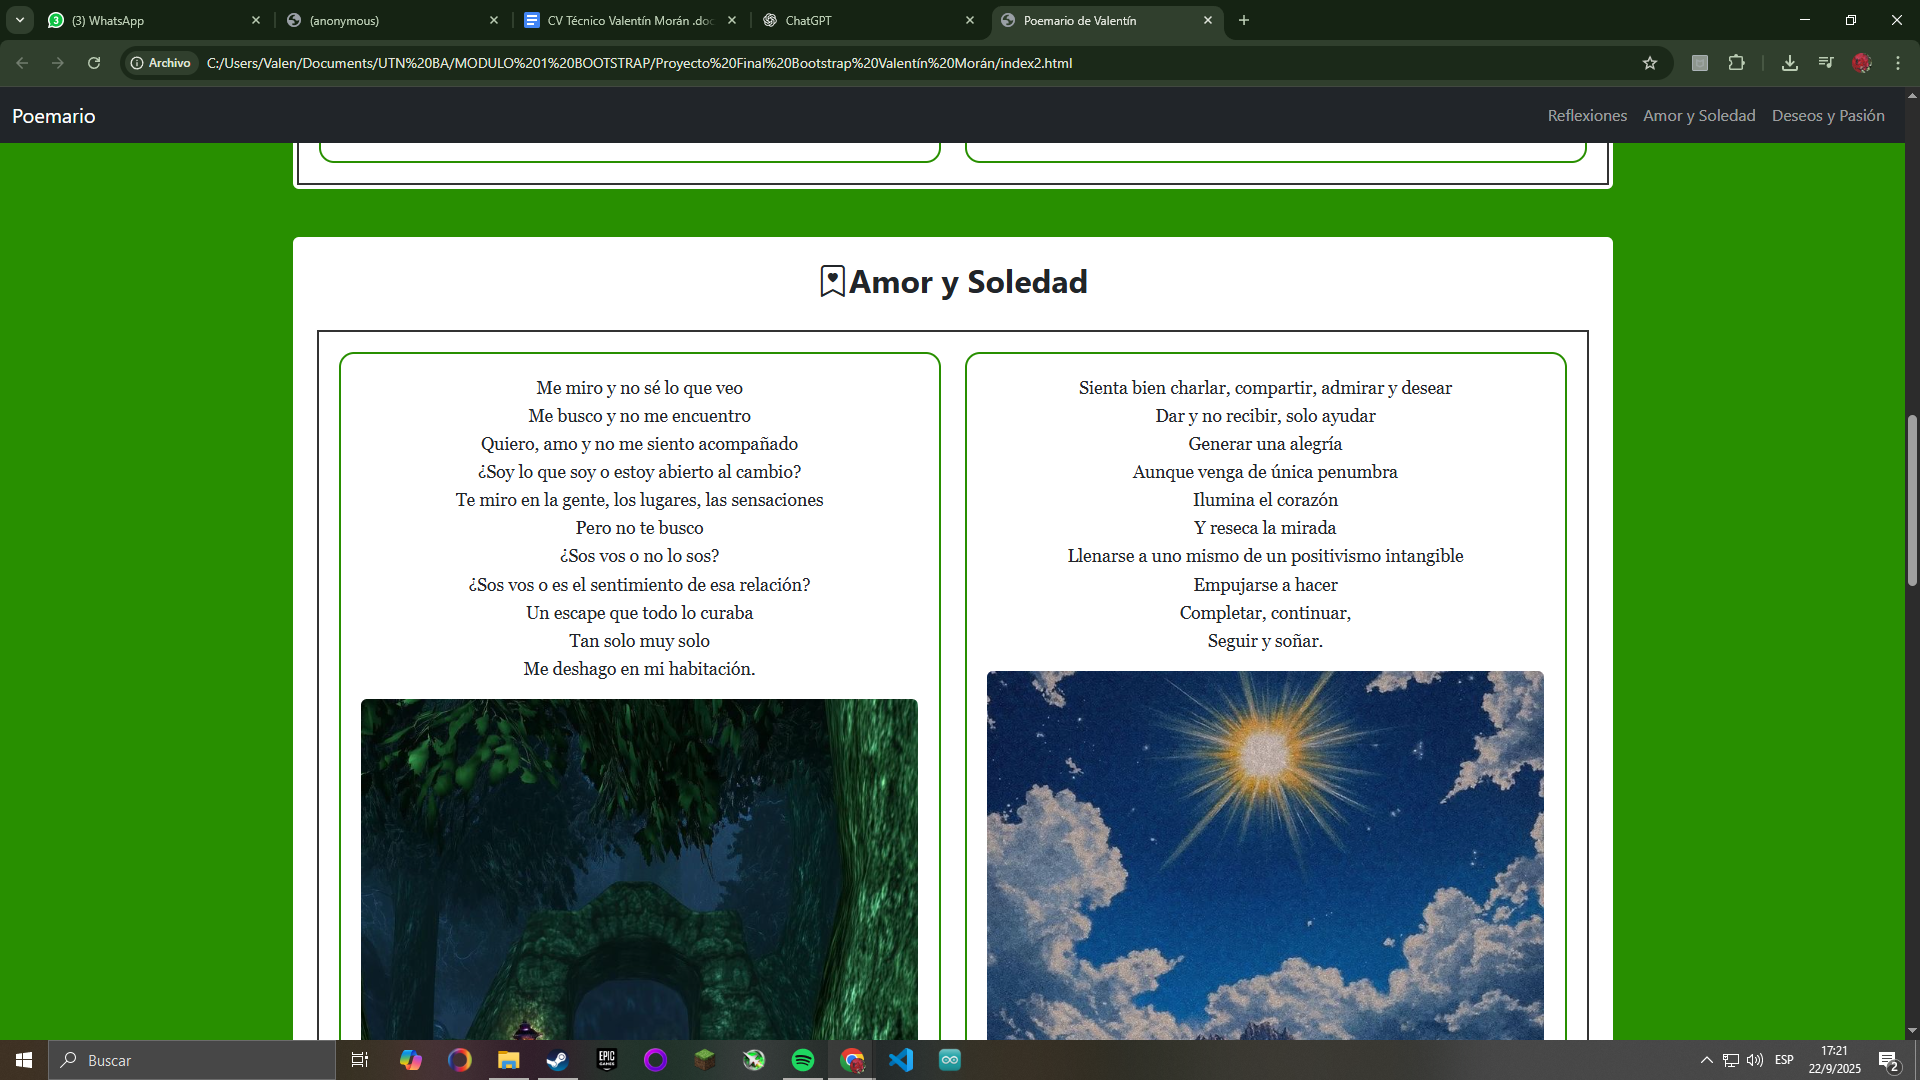 (3) WhatsApp
(anonymous)
CV Técnico Valentín Morán .doc
ChatGPT
Poemario de Valentín
Archivo
C:/Users/Valen/Documents/UTN%20BA/MODULO%201%20BOOTSTRAP/Proyecto%20Final%20Bootstrap%20Valentín%20Morán/index2.html
Poemario
Reflexiones
Amor y Soledad
Deseos y Pasión
Amor y Soledad
Me miro y no sé lo que veo
Me busco y no me encuentro
Quiero, amo y no me siento acompañado
¿Soy lo que soy o estoy abierto al cambio?
Te miro en la gente, los lugares, las sensaciones
Pero no te busco
¿Sos vos o no lo sos?
¿Sos vos o es el sentimiento de esa relación?
Un escape que todo lo curaba
Tan solo muy solo
Me deshago en mi habitación.
Sienta bien charlar, compartir, admirar y desear
Dar y no recibir, solo ayudar
Generar una alegría
Aunque venga de única penumbra
Ilumina el corazón
Y reseca la mirada
Llenarse a uno mismo de un positivismo intangible
Empujarse a hacer
Completar, continuar,
Seguir y soñar.
Buscar
EPIC
GAMES
ESP
17:21
22/9/2025
2